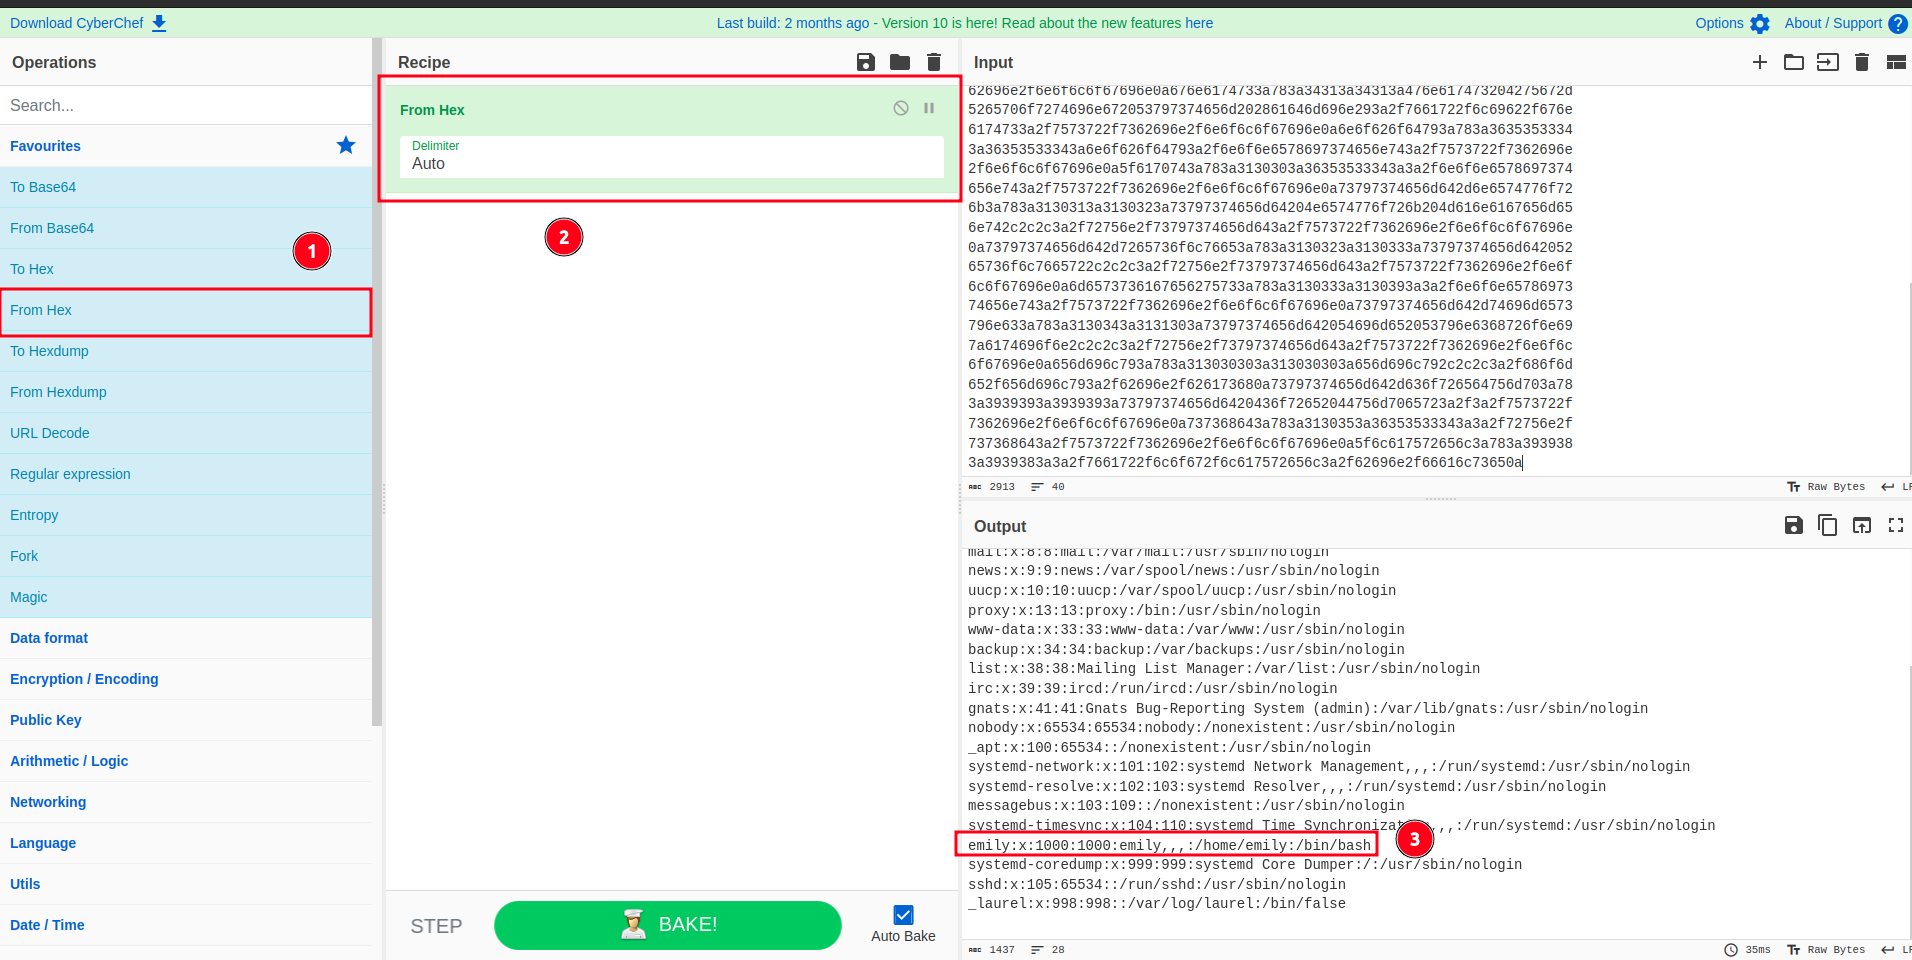 Download CyberChef
Last build: 2 months ago - Version 10 is here! Read about the new features here
Options
About / Support
Operations
Search...
Favourites
To Base64
From Base64
To Hex
From Hex
To Hexdump
From Hexdump
URL Decode
Regular expression
Entropy
Fork
Magic
Data format
Encryption / Encoding
Public Key
Arithmetic / Logic
Networking
Language
Utils
Date / Time
1
Recipe
From Hex
Delimiter
Auto
2
STEP
BAKE!
Auto Bake
Input
62696e2f6e6f6c6f67696e0a676e6174733a783a34313a34313a476e617473204275672d
5265706f7274696e672053797374656d202861646d696e293a2f7661722f6c69622f676e
6174733a2f7573722f7362696e2f6e6f6c6f67696e0a6e6f626f64793a783a3635353334
3a36353533343a6e6f626f64793a2f6e6f6e6578697374656e743a2f7573722f7362696e
2f6e6f6c6f67696e0a5f6170743a783a3130303a36353533343a3a2f6e6f6e6578697374
656e743a2f7573722f7362696e2f6e6f6c6f67696e0a73797374656d642d6e6574776f72
6b3a783a3130313a3130323a73797374656d64204e6574776f726b204d616e6167656d65
6e742c2c2c3a2f72756e2f73797374656d643a2f7573722f7362696e2f6e6f6c6f67696e
0a73797374656d642d7265736f6c76653a783a3130323a3130333a73797374656d642052
65736f6c7665722c2c2c3a2f72756e2f73797374656d643a2f7573722f7362696e2f6e6f
6c6f67696e0a6d6573736167656275733a783a3130333a3130393a3a2f6e6f6e65786973
74656e743a2f7573722f7362696e2f6e6f6c6f67696e0a73797374656d642d74696d6573
796e633a783a3130343a3131303a73797374656d642054696d652053796e6368726f6e69
7a6174696f6e2c2c2c3a2f72756e2f73797374656d643a2f7573722f7362696e2f6e6f6c
6f67696e0a656d696c793a783a313030303a313030303a656d696c792c2c2c3a2f686f6d
652f656d696c793a2f62696e2f626173680a73797374656d642d636f726564756d703a78
3a3939393a3939393a73797374656d6420436f72652044756d7065723a2f3a2f7573722f
7362696e2f6e6f6c6f67696e0a737368643a783a3130353a36353533343a3a2f72756e2f
737368643a2f7573722f7362696e2f6e6f6c6f67696e0a5f6c617572656c3a783a393938
3a3939383a3a2f7661722f6c6f672f6c617572656c3a2f62696e2f66616c73650a
ABC 2913 40
Raw Bytes
Output
mail:x:8:8:mail:/var/mail:/usr/sbin/nologin
news:x:9:9:news:/var/spool/news:/usr/sbin/nologin
uucp:x:10:10:uucp:/var/spool/uucp:/usr/sbin/nologin
proxy:x:13:13:proxy:/bin:/usr/sbin/nologin
www-data:x:33:33:www-data:/var/www:/usr/sbin/nologin
backup:x:34:34:backup:/var/backups:/usr/sbin/nologin
list:x:38:38:Mailing List Manager:/var/list:/usr/sbin/nologin
irc:x:39:39:ircd:/run/ircd:/usr/sbin/nologin
gnats:x:41:41:Gnats Bug-Reporting System (admin):/var/lib/gnats:/usr/sbin/nologin
nobody:x:65534:65534:nobody:/nonexistent:/usr/sbin/nologin
_apt:x:100:65534::/nonexistent:/usr/sbin/nologin
systemd-network:x:101:102:systemd Network Management,,,:/run/systemd:/usr/sbin/nologin
systemd-resolve:x:102:103:systemd Resolver,,,:/run/systemd:/usr/sbin/nologin
messagebus:x:103:109::/nonexistent:/usr/sbin/nologin
systemd-timesync:x:104:110:systemd Time ,,:/run/systemd:/usr/sbin/nologin
emily:x:1000:1000:emily,,,:/home/emily:/bin/bash
3
systemd-coredump:x:999:999:systemd Core Dumper:/:/usr/sbin/nologin
sshd:x:105:65534::/run/sshd:/usr/sbin/nologin
_laurel:x:998:998::/var/log/laurel:/bin/false
ABC 1437 28
35ms
Raw Bytes